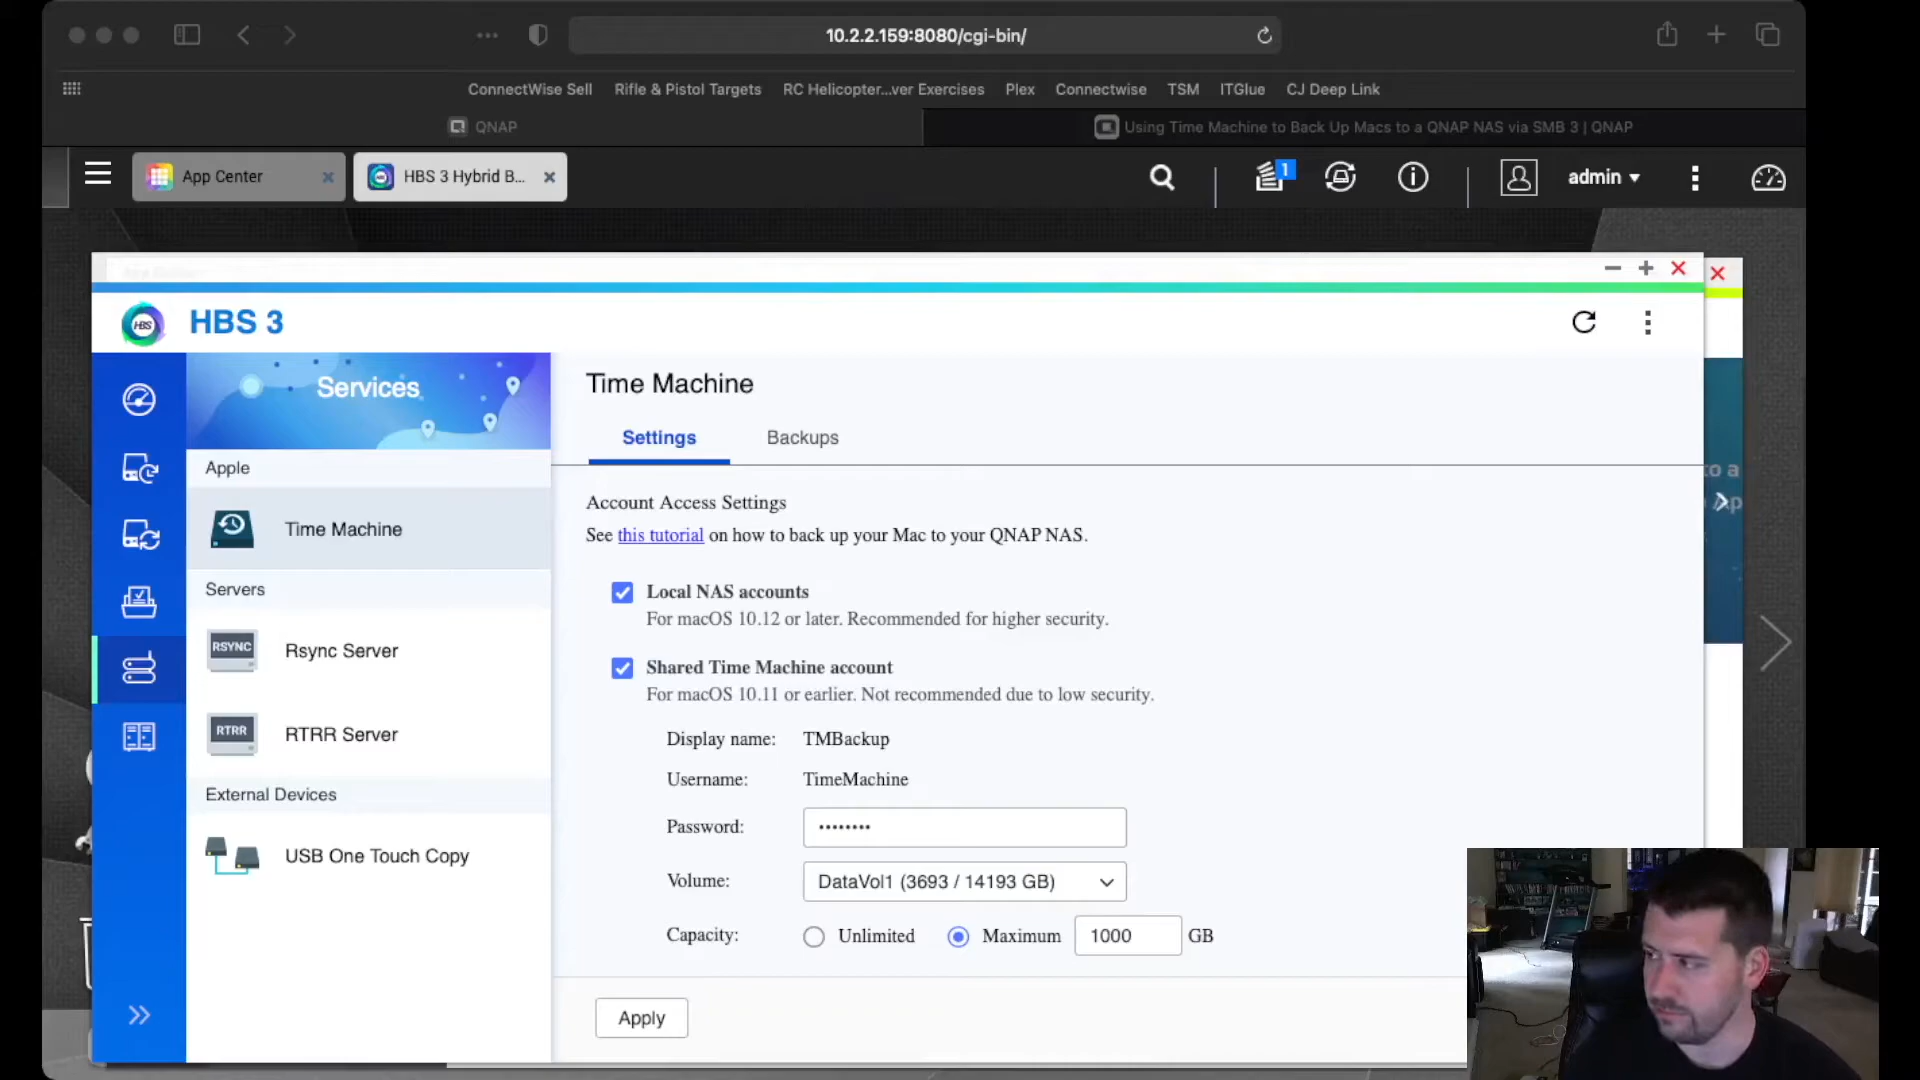 10.2.2.159:8080/cgi-bin/
ConnectWise Sell Rifle & Pistol Targets RC Helicopter...ver Exercises Plex Connectwise TSM ITGlue CJ Deep Link
QNAP Using Time Machine to Back Up Macs to a QNAP NAS via SMB 3 | QNAP
App Center HBS 3 Hybrid B... 1 admin
HBS HBS 3
Services
Time Machine
Settings Backups
Apple
Time Machine
Servers
RSYNC Rsync Server
RTRR RTRR Server
External Devices
USB One Touch Copy
Account Access Settings
See this tutorial on how to back up your Mac to your QNAP NAS.
Local NAS accounts
For macOS 10.12 or later. Recommended for higher security.
Shared Time Machine account
For macOS 10.11 or earlier. Not recommended due to low security.
Display name: TMBackup
Username: TimeMachine
Password: ••••••••
Volume: DataVol1 (3693 / 14193 GB)
Capacity: Unlimited Maximum 1000 GB
Apply